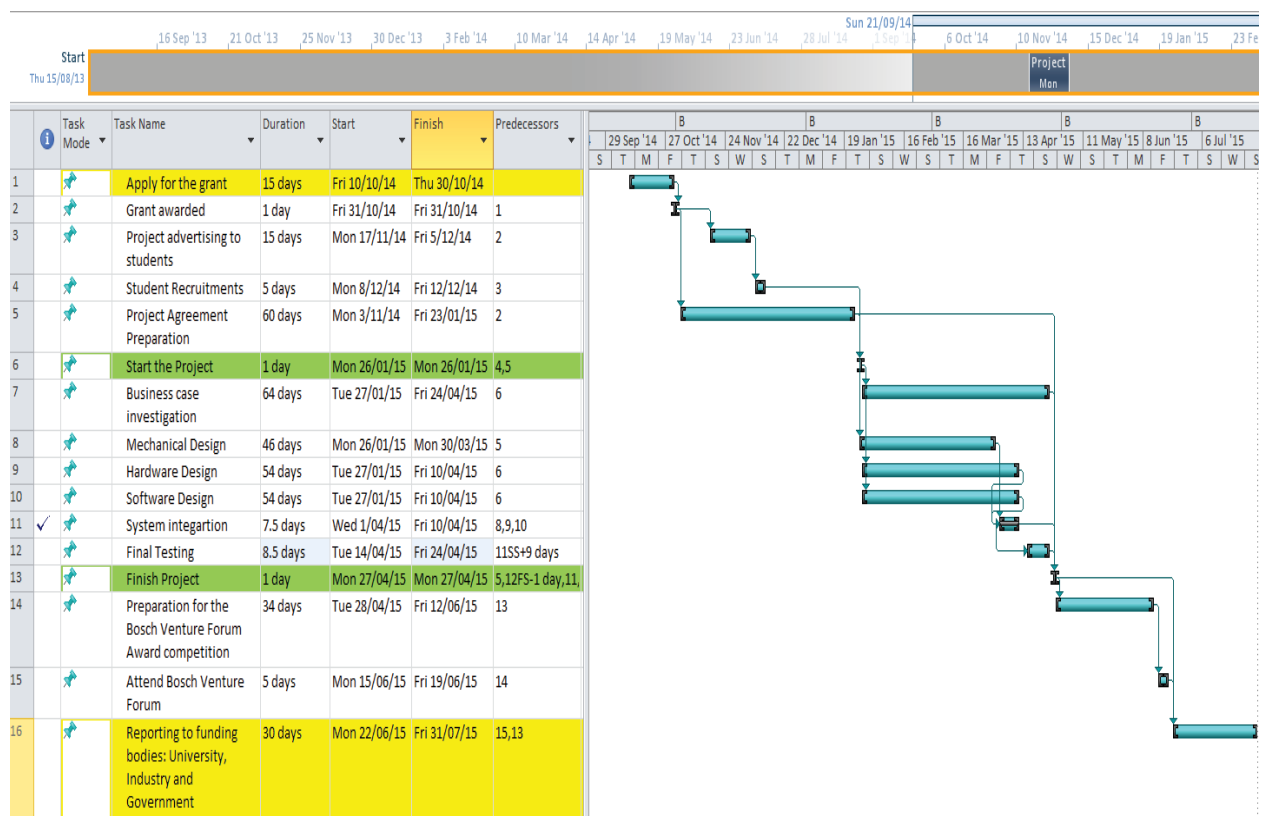 Sun 21/09/14
16 Sep '13 21 Oct '13 25 Nov '13 30 Dec '13 3 Feb '14 10 Mar '14 14 Apr '14 19 May '14 23 Jun '14 28 Jul '14 1 Sep '1 6 Oct '14 10 Nov '14 15 Dec '14 19 Jan '15 23 Fe
Start
Thu 15/08/13
Project
Mon
Task Mode Task Name Duration Start Finish Predecessors
B B B B B
29 Sep '14 27 Oct '14 24 Nov '14 22 Dec '14 19 Jan '15 16 Feb '15 16 Mar '15 13 Apr '15 11 May '15 8 Jun '15 6 Jul '15
S T M F T S W S T M F T S W S T M F T S W S T M F T S W S
1 Apply for the grant 15 days Fri 10/10/14 Thu 30/10/14
2 Grant awarded 1 day Fri 31/10/14 Fri 31/10/14 1
3 Project advertising to 15 days Mon 17/11/14 Fri 5/12/14 2
students
4 Student Recruitments 5 days Mon 8/12/14 Fri 12/12/14 3
5 Project Agreement 60 days Mon 3/11/14 Fri 23/01/15 2
Preparation
6 Start the Project 1 day Mon 26/01/15 Mon 26/01/15 4,5
7 Business case 64 days Tue 27/01/15 Fri 24/04/15 6
investigation
8 Mechanical Design 46 days Mon 26/01/15 Mon 30/03/15 5
9 Hardware Design 54 days Tue 27/01/15 Fri 10/04/15 6
10 Software Design 54 days Tue 27/01/15 Fri 10/04/15 6
11 System integartion 7.5 days Wed 1/04/15 Fri 10/04/15 8,9,10
12 Final Testing 8.5 days Tue 14/04/15 Fri 24/04/15 11SS+9 days
13 Finish Project 1 day Mon 27/04/15 Mon 27/04/15 5,12FS-1 day,11,
14 Preparation for the 34 days Tue 28/04/15 Fri 12/06/15 13
Bosch Venture Forum
Award competition
15 Attend Bosch Venture 5 days Mon 15/06/15 Fri 19/06/15 14
Forum
16 Reporting to funding 30 days Mon 22/06/15 Fri 31/07/15 15,13
bodies: University,
Industry and
Government